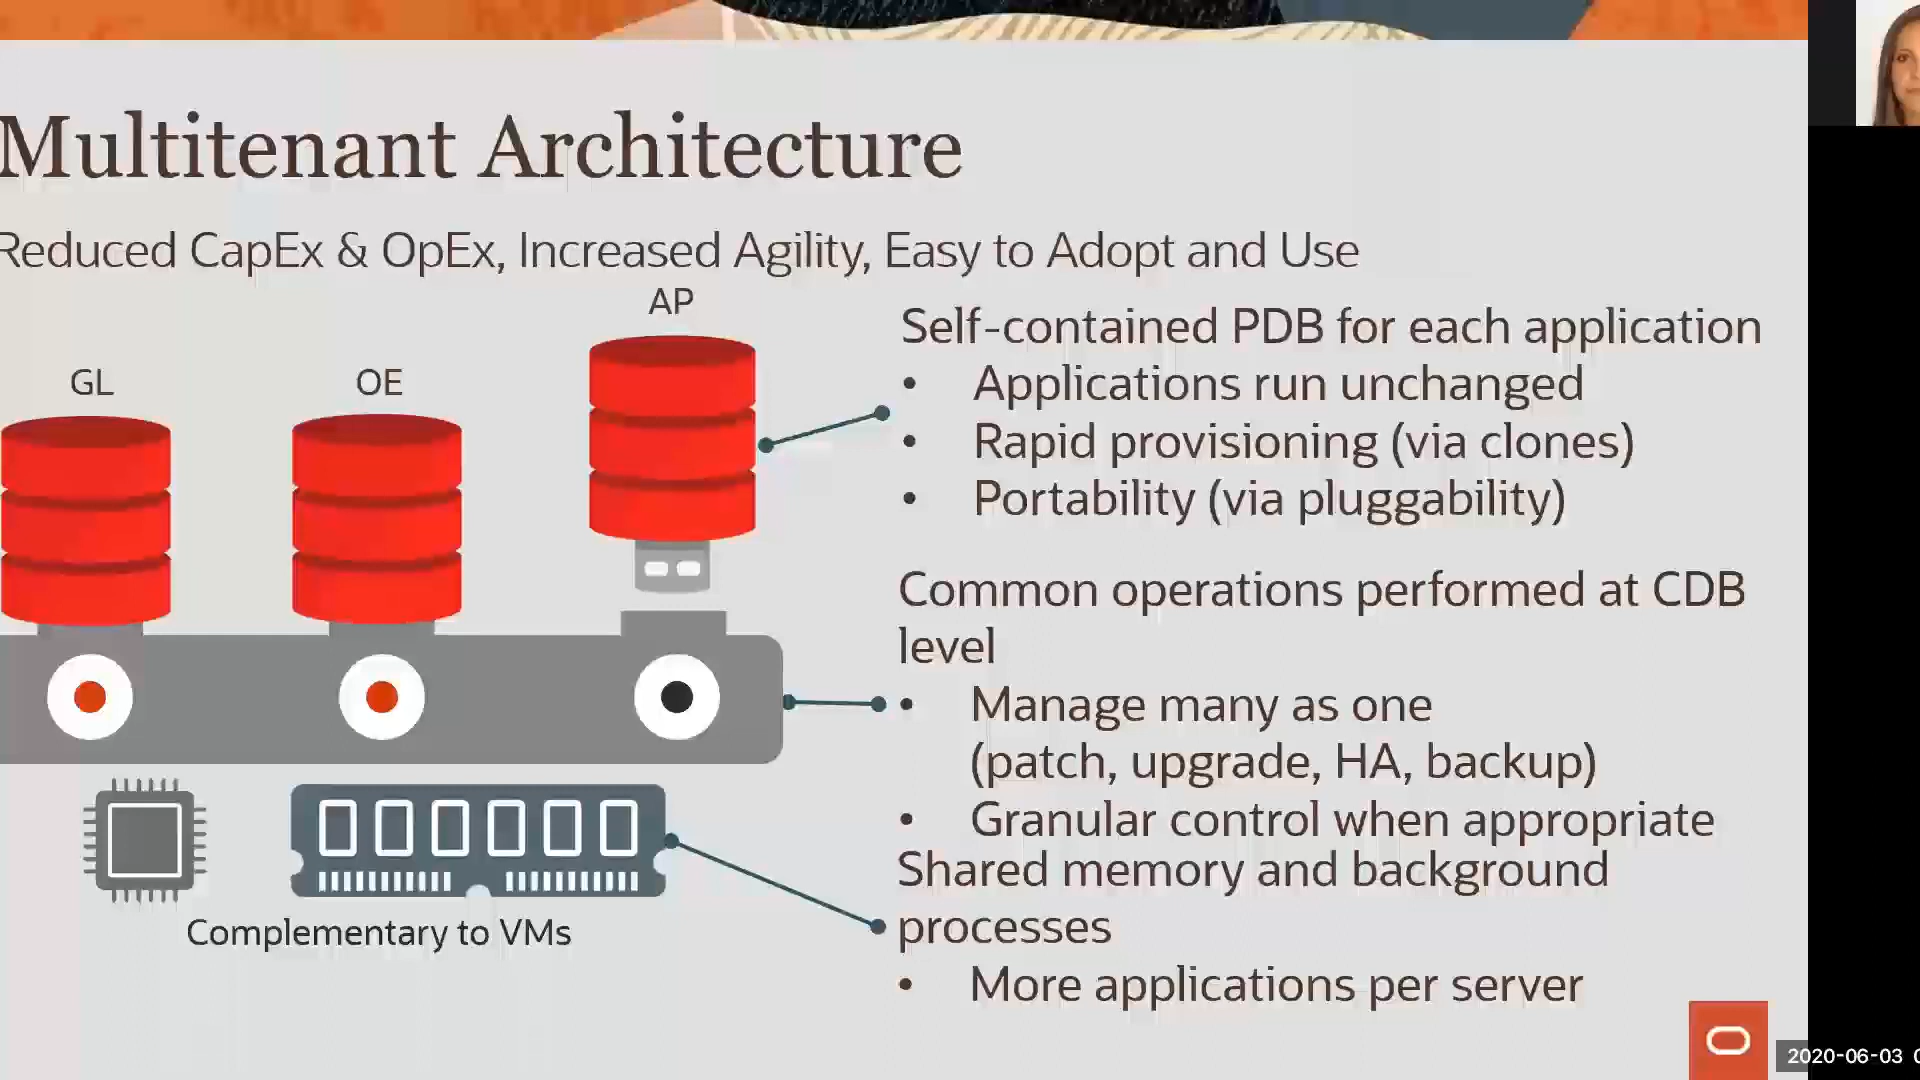 Multitenant Architecture
Reduced CapEx & OpEx, Increased Agility, Easy to Adopt and Use
GL
OE
AP
Self-contained PDB for each application
• Applications run unchanged
• Rapid provisioning (via clones)
• Portability (via pluggability)
Common operations performed at CDB
level
• Manage many as one
(patch, upgrade, HA, backup)
• Granular control when appropriate
Shared memory and background
processes
• More applications per server
Complementary to VMs
2020-06-03